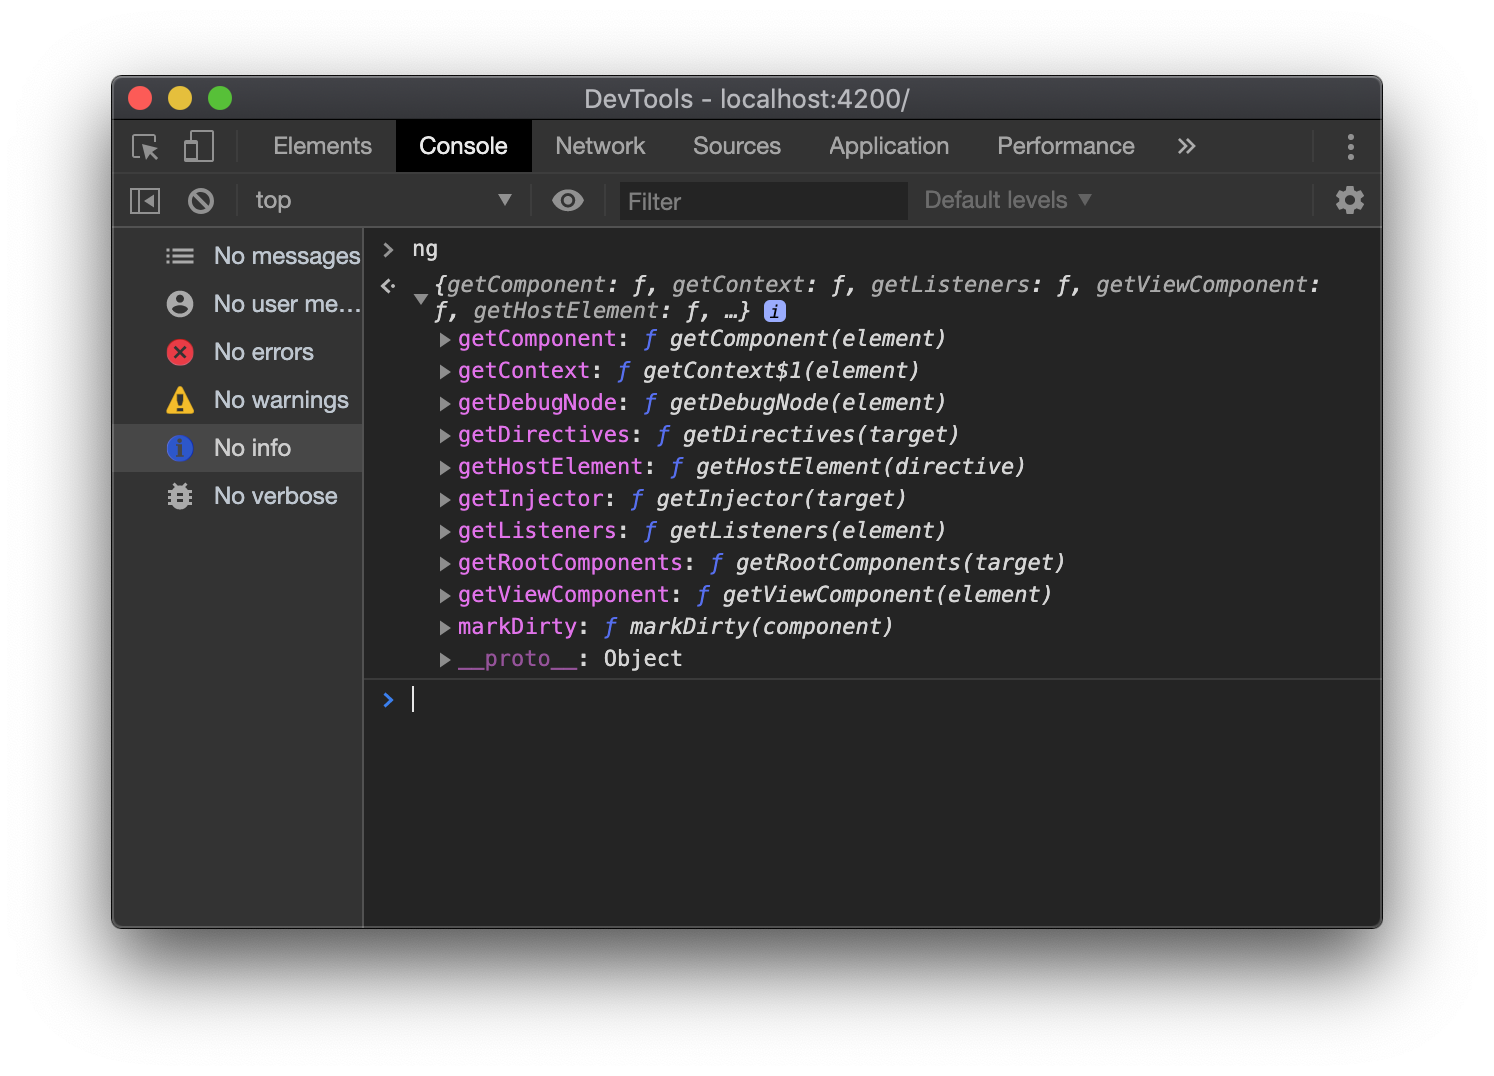 DevTools - localhost:4200/
Elements Console Network Sources Application Performance »
top Filter Default levels
No messages
No user me…
No errors
No warnings
No info
No verbose
> ng
{getComponent: ƒ, getContext: ƒ, getListeners: ƒ, getViewComponent:
ƒ, getHostElement: ƒ, …} i
getComponent: ƒ getComponent(element)
getContext: ƒ getContext$1(element)
getDebugNode: ƒ getDebugNode(element)
getDirectives: ƒ getDirectives(target)
getHostElement: ƒ getHostElement(directive)
getInjector: ƒ getInjector(target)
getListeners: ƒ getListeners(element)
getRootComponents: ƒ getRootComponents(target)
getViewComponent: ƒ getViewComponent(element)
markDirty: ƒ markDirty(component)
__proto__: Object
>